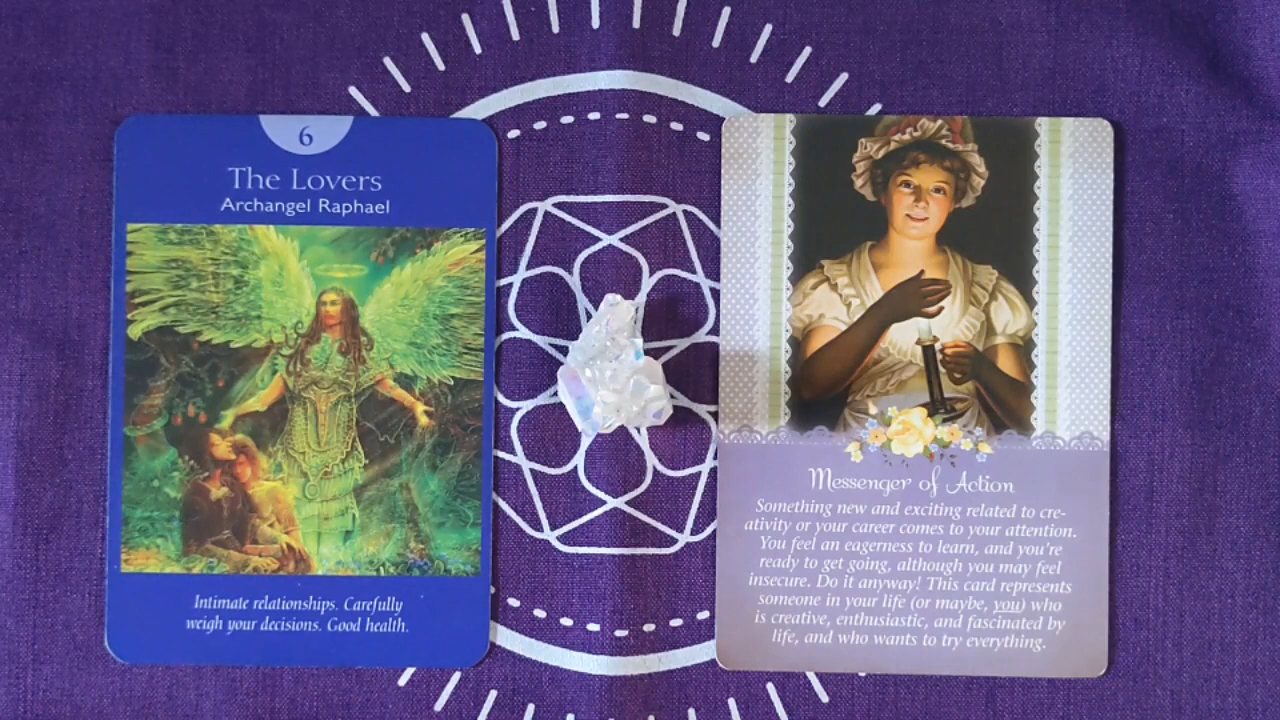 6
The Lovers
Archangel Raphael
Intimate relationships. Carefully
weigh your decisions. Good health.
Messenger of Action
Something new and exciting related to cre-
ativity or your career comes to your attention.
You feel an eagerness to learn, and you're
ready to get going, although you may feel
insecure. Do it anyway! This card represents
someone in your life (or maybe, you) who
is creative, enthusiastic, and fascinated by
life, and who wants to try everything.